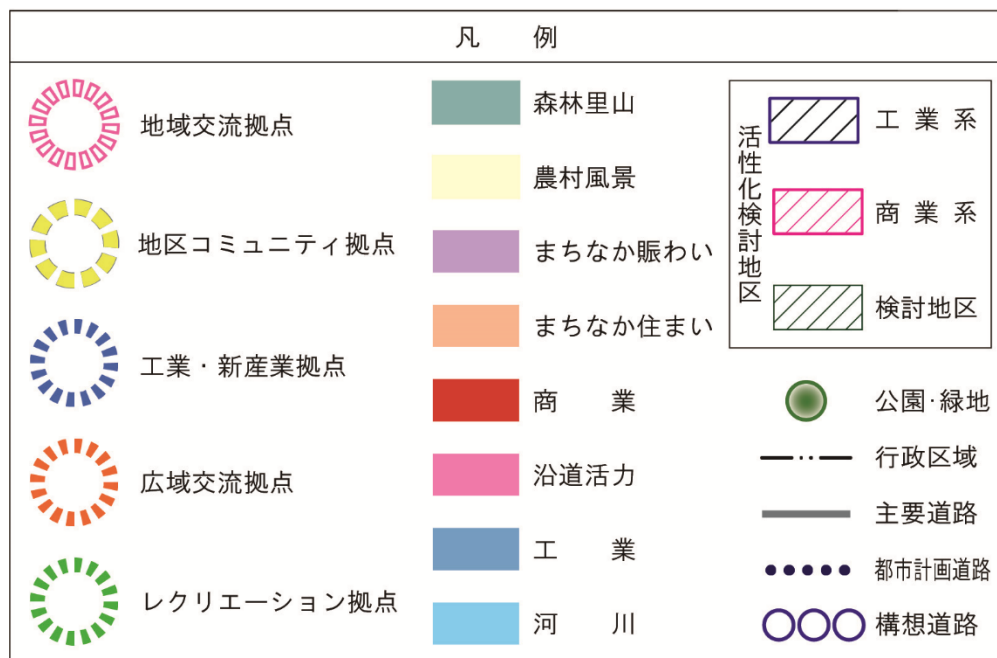 凡例
地域交流拠点
地区コミュニティ拠点
工業・新産業拠点
広域交流拠点
レクリエーション拠点
森林里山
農村風景
まちなか賑わい
まちなか住まい
商業
沿道活力
工業
河川
活性化検討地区
工業系
商業系
検討地区
公園・緑地
行政区域
主要道路
都市計画道路
構想道路